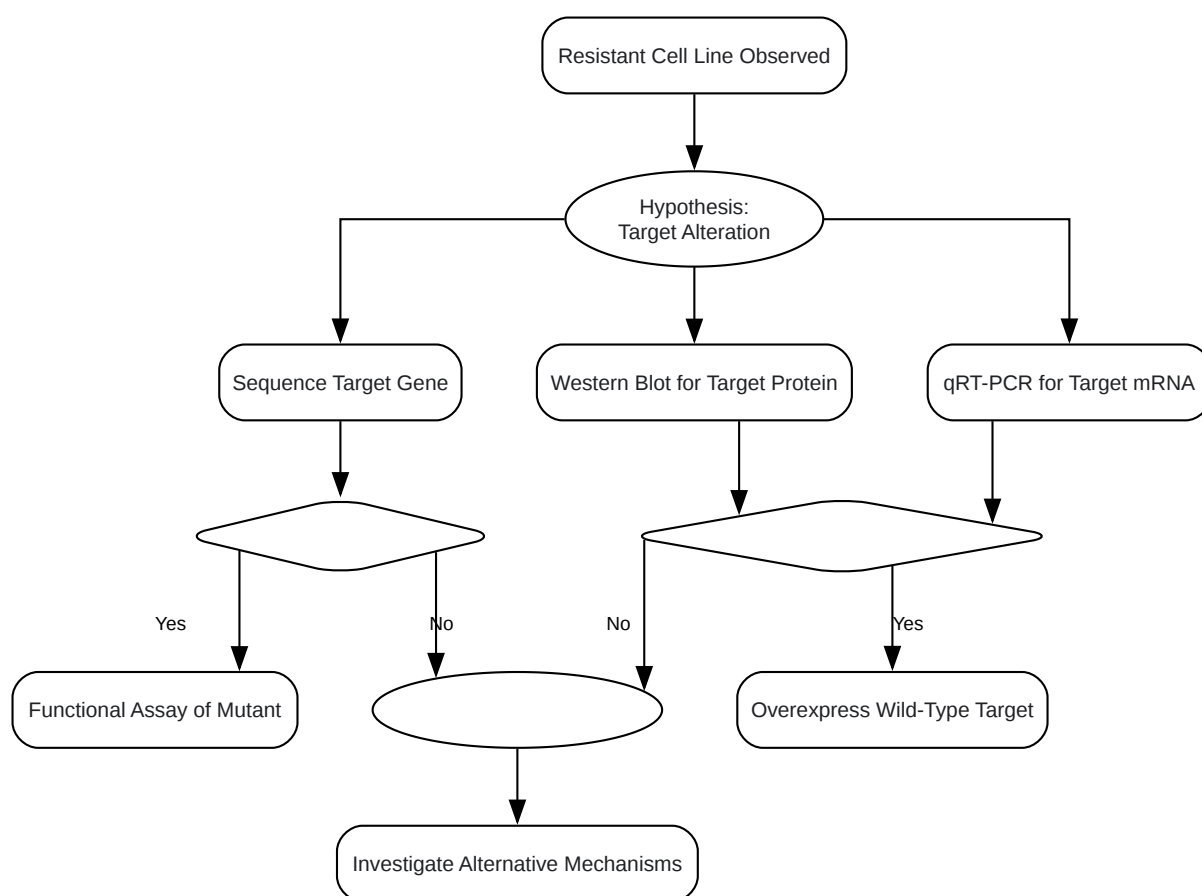 Resistant Cell Line Observed
Hypothesis:
Target Alteration
Sequence Target Gene
Western Blot for Target Protein
qRT-PCR for Target mRNA
Yes
No
No
Yes
Functional Assay of Mutant
Overexpress Wild-Type Target
Investigate Alternative Mechanisms